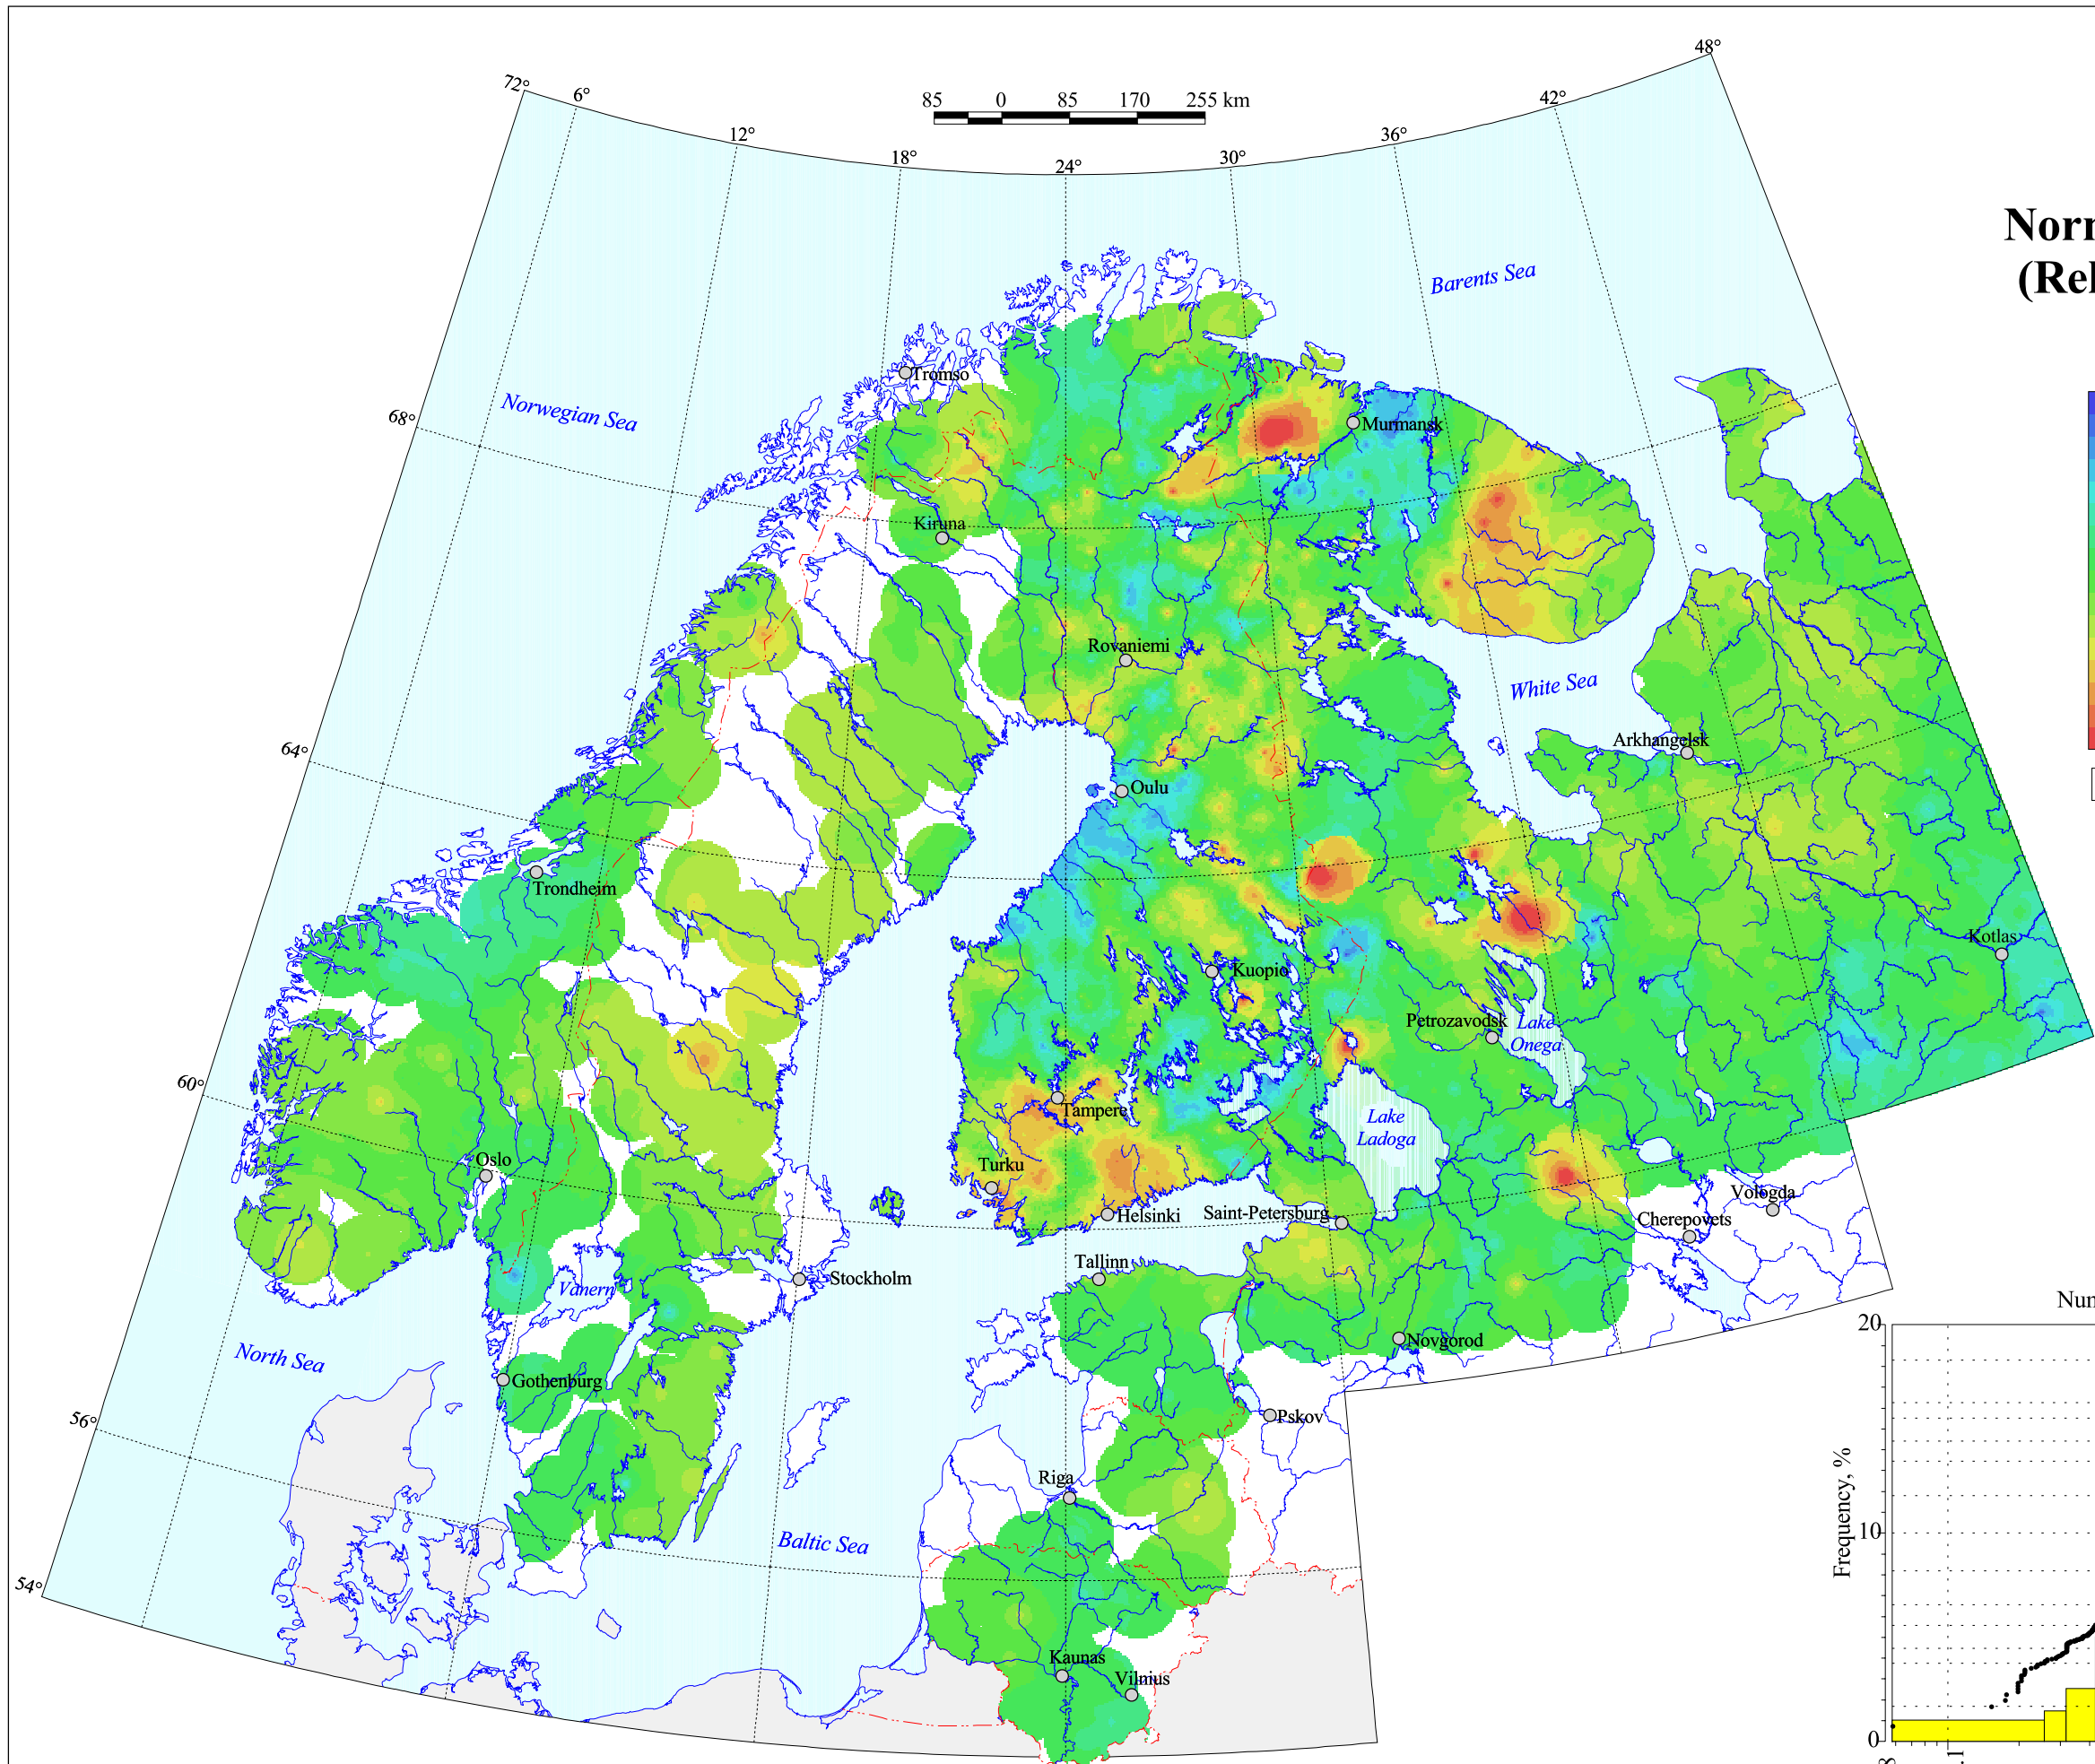 48°
72°
6°
42°
85 0 85 170 255 km
12°
36°
18°
30°
24°
Norr
(Rel
Barents Sea
Tromso
Norwegian Sea
68°
Murmansk
Kiruna
Rovaniemi
White Sea
Arkhangelsk
64°
Oulu
Trondheim
Kotlas
Kuopio
Petrozavodsk
Lake
Onega
60°
Tampere
Lake
Ladoga
Oslo
Turku
Vologda
Helsinki
Saint-Petersburg
Cherepovets
Tallinn
Stockholm
Vanern
Nun
20
Novgorod
North Sea
Gothenburg
56°
Pskov
Riga
Frequency, %
10
Baltic Sea
54°
Kaunas
Vilnius
0